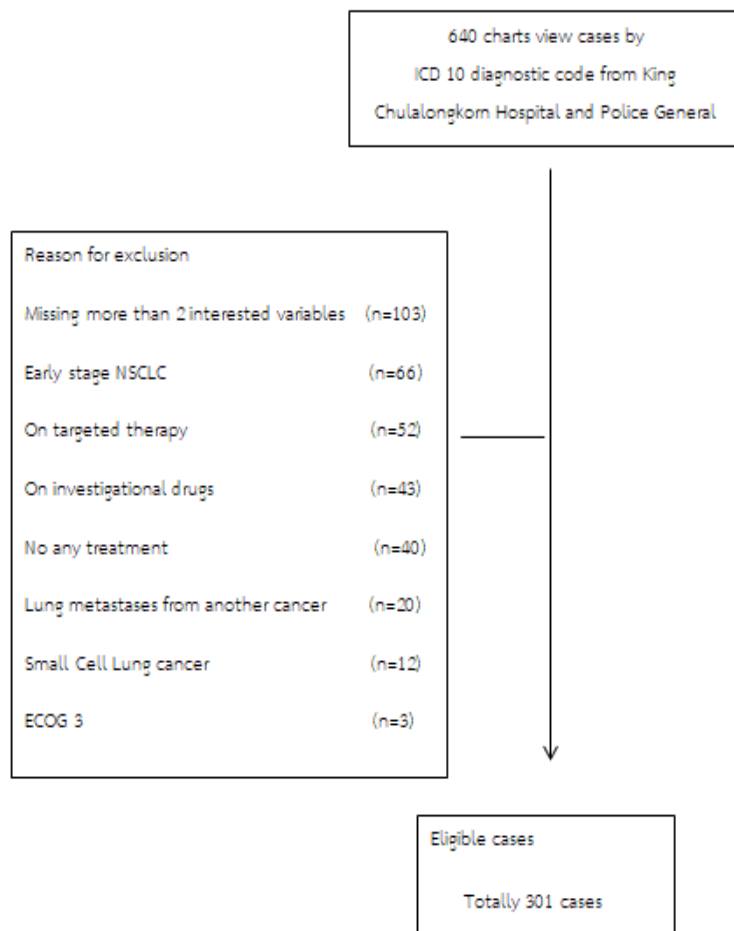 640 charts view cases by
ICD 10 diagnostic code from King
Chulalongkorn Hospital and Police General
Reason for exclusion
Missing more than 2 interested variables (n=103)
Early stage NSCLC (n=66)
On targeted therapy (n=52)
On investigational drugs (n=43)
No any treatment (n=40)
Lung metastases from another cancer (n=20)
Small Cell Lung cancer (n=12)
ECOG 3 (n=3)
Eligible cases
Totally 301 cases